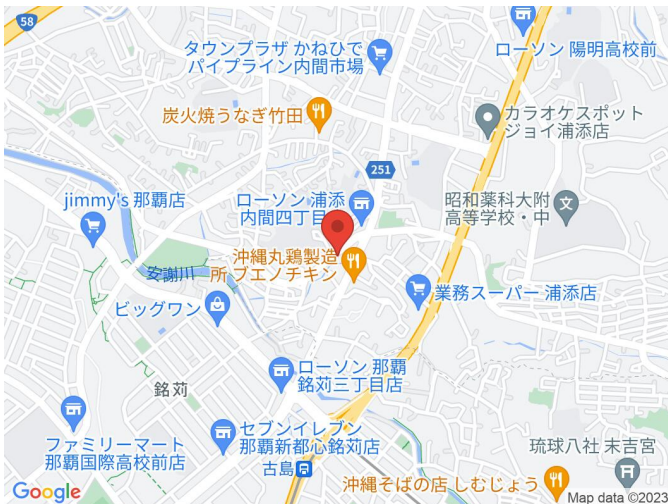 58
タウンプラザ かねひで
パイプライン内間市場
ローソン 陽明高校前
炭火焼うなぎ竹田
カラオケスポット
ジョイ浦添店
251
jimmy's 那覇店
ローソン 浦添
内間四丁目
昭和薬科大附
高等学校・中
沖縄丸鶏製造
所 ブエノチキン
安謝川
業務スーパー 浦添店
ビッグワン
ローソン 那覇
銘苅三丁目店
銘苅
セブンイレブン
那覇新都心銘苅店
ファミリーマート
那覇国際高校前店
古島
琉球八社 末吉宮
沖縄そばの店 しむじょう
Google
Map data ©2023